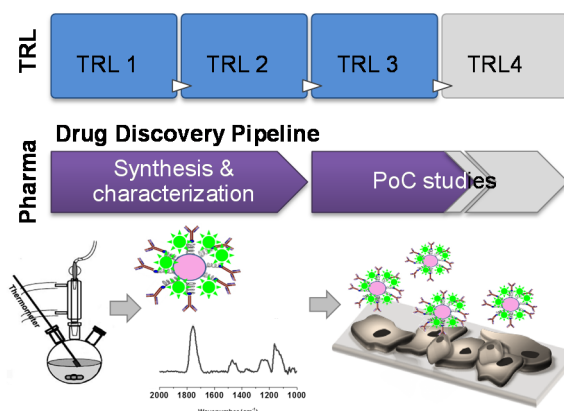 TRL
TRL 1
TRL 2
TRL 3
TRL4
Pharma
Drug Discovery Pipeline
Synthesis &
characterization
PoC studies
Thermometer
2000 1800 1600 1400 1200 1000